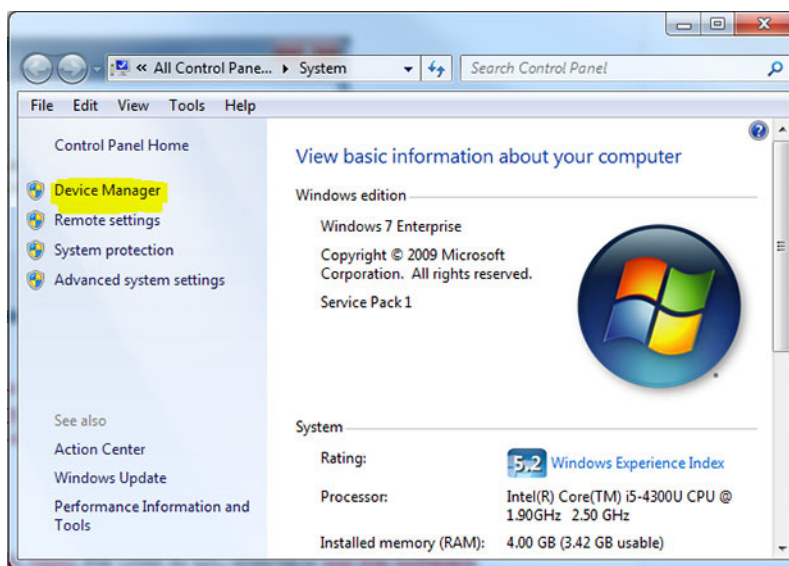 « All Control Pane... ▸ System
Search Control Panel
File Edit View Tools Help
Control Panel Home
Device Manager
Remote settings
System protection
Advanced system settings
See also
Action Center
Windows Update
Performance Information and
Tools
View basic information about your computer
Windows edition
Windows 7 Enterprise
Copyright © 2009 Microsoft
Corporation. All rights reserved.
Service Pack 1
System
Rating:
5,2 Windows Experience Index
Processor:
Intel(R) Core(TM) i5-4300U CPU @
1.90GHz 2.50 GHz
Installed memory (RAM):
4.00 GB (3.42 GB usable)